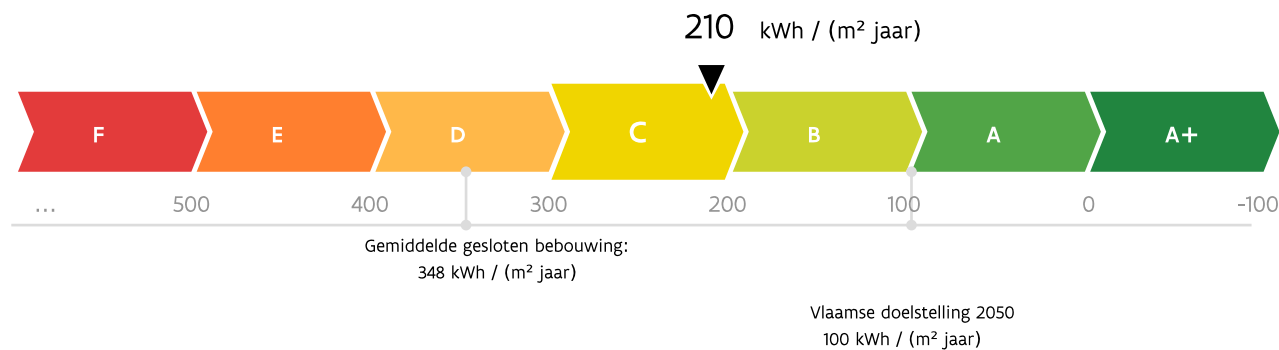 210 kWh / (m² jaar)
F E D C B A A+
... 500 400 300 200 100 0 -100
Gemiddelde gesloten bebouwing:
348 kWh / (m² jaar)
Vlaamse doelstelling 2050
100 kWh / (m² jaar)